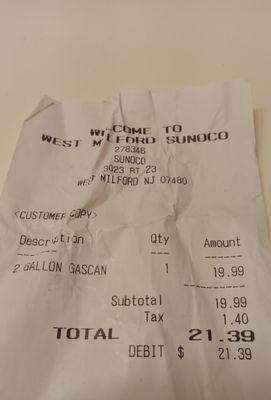 WELCOME TO
WEST MILFORD SUNOCO
278346
SUNOCO
3023 RT 23
WEST MILFORD NJ 07480
<CUSTOMER COPY>
Description Qty Amount
2 GALLON GASCAN 1 19.99
Subtotal 19.99
Tax 1.40
TOTAL 21.39
DEBIT $ 21.39